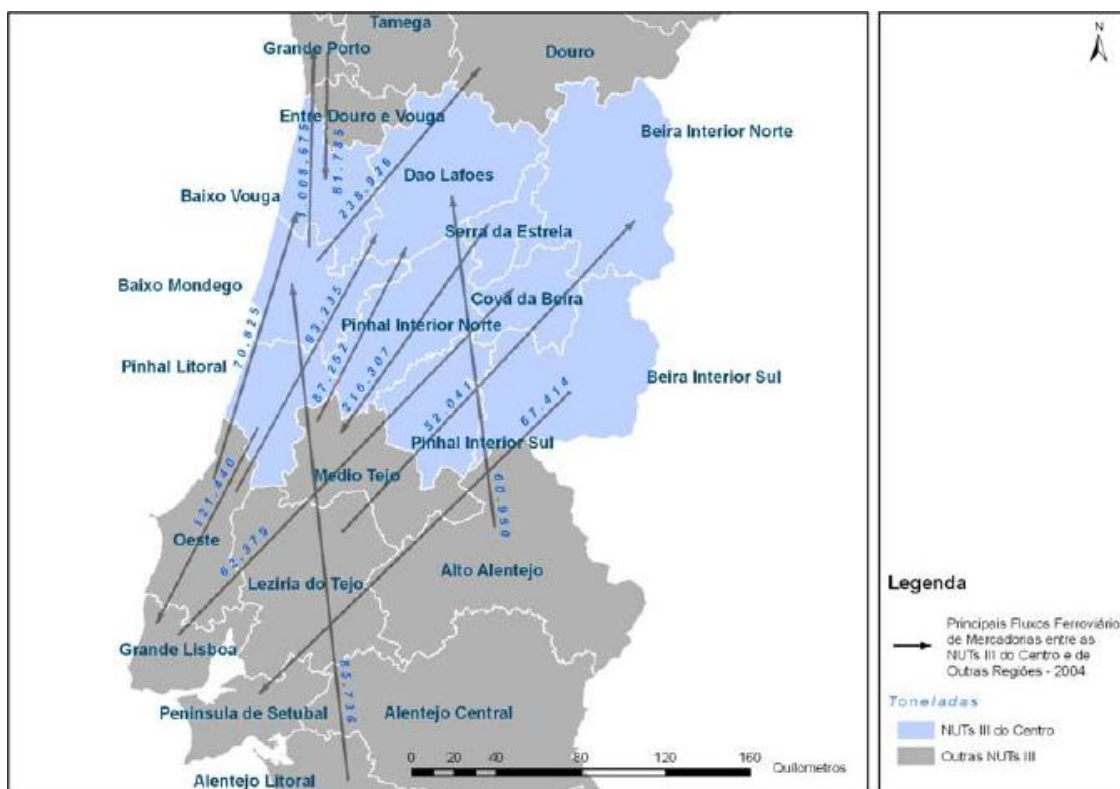 Tamega
Grande Porto
Douro
Entre Douro e Vouga
Beira Interior Norte
1.008.675
81.785
238.926
Dao Lafoes
Baixo Vouga
Serra da Estrela
Baixo Mondego
Cova da Beira
93.235
70.825
Pinhal Interior Norte
Pinhal Litoral
87.252
216.307
Beira Interior Sul
52.041
67.414
Pinhal Interior Sul
Medio Tejo
121.440
60.950
Oeste
62.379
Leziria do Tejo
Alto Alentejo
Grande Lisboa
85.736
Peninsula de Setubal
Alentejo Central
Alentejo Litoral
0 20 40 80 120 160
Quilometros
N
Legenda
Principais Fluxos Ferroviário
de Mercadorias entre as
NUTs III do Centro e de
Outras Regiões - 2004
Toneladas
NUTs III do Centro
Outras NUTs III